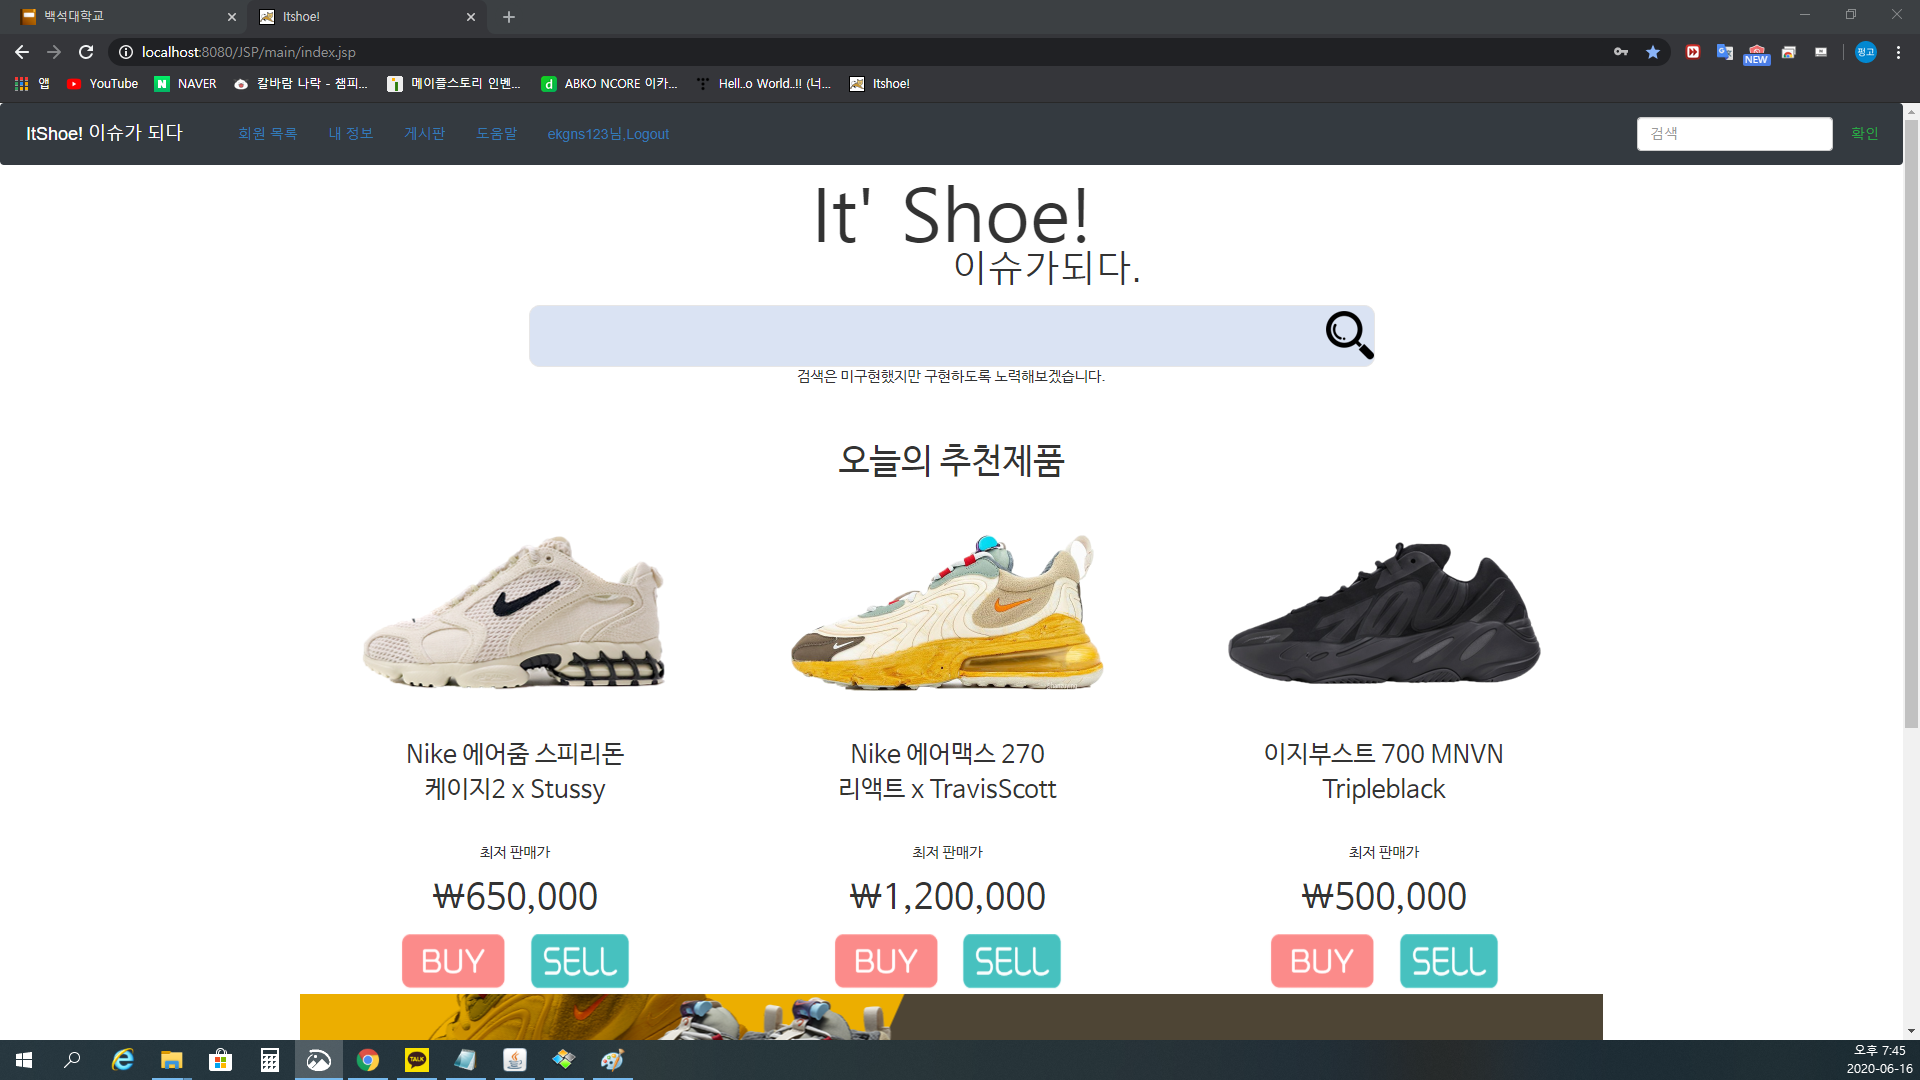 백석대학교
Itshoe!
localhost:8080/JSP/main/index.jsp
NEW
펑고
앱
YouTube
NAVER
칼바람 나락 - 챔피...
메이플스토리 인벤...
ABKO NCORE 이카...
Hell..o World..!! (너...
Itshoe!
ItShoe! 이슈가 되다
회원 목록
내 정보
게시판
도움말
ekgns123님,Logout
검색
확인
It' Shoe!
이슈가되다.
검색은 미구현했지만 구현하도록 노력해보겠습니다.
오늘의 추천제품
Nike 에어줌 스피리돈
케이지2 x Stussy
최저 판매가
₩650,000
BUY
SELL
Nike 에어맥스 270
리액트 x TravisScott
최저 판매가
₩1,200,000
BUY
SELL
이지부스트 700 MNVN
Tripleblack
최저 판매가
₩500,000
BUY
SELL
TALK
오후 7:45
2020-06-16